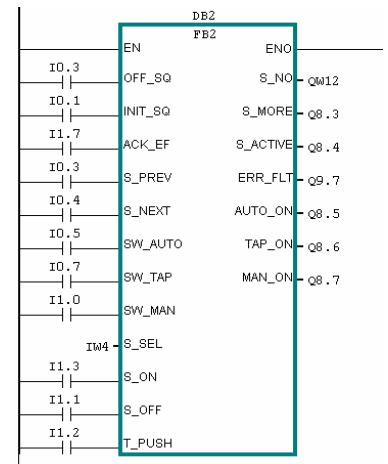 DB2
FB2
EN ENO
I0.3 OFF_SQ S_NO QW12
I0.1 INIT_SQ S_MORE Q8.3
I1.7 ACK_EF S_ACTIVE Q8.4
I0.3 S_PREV ERR_FLT Q9.7
I0.4 S_NEXT AUTO_ON Q8.5
I0.5 SW_AUTO TAP_ON Q8.6
I0.7 SW_TAP MAN_ON Q8.7
I1.0 SW_MAN
IW4 S_SEL
I1.3 S_ON
I1.1 S_OFF
I1.2 T_PUSH